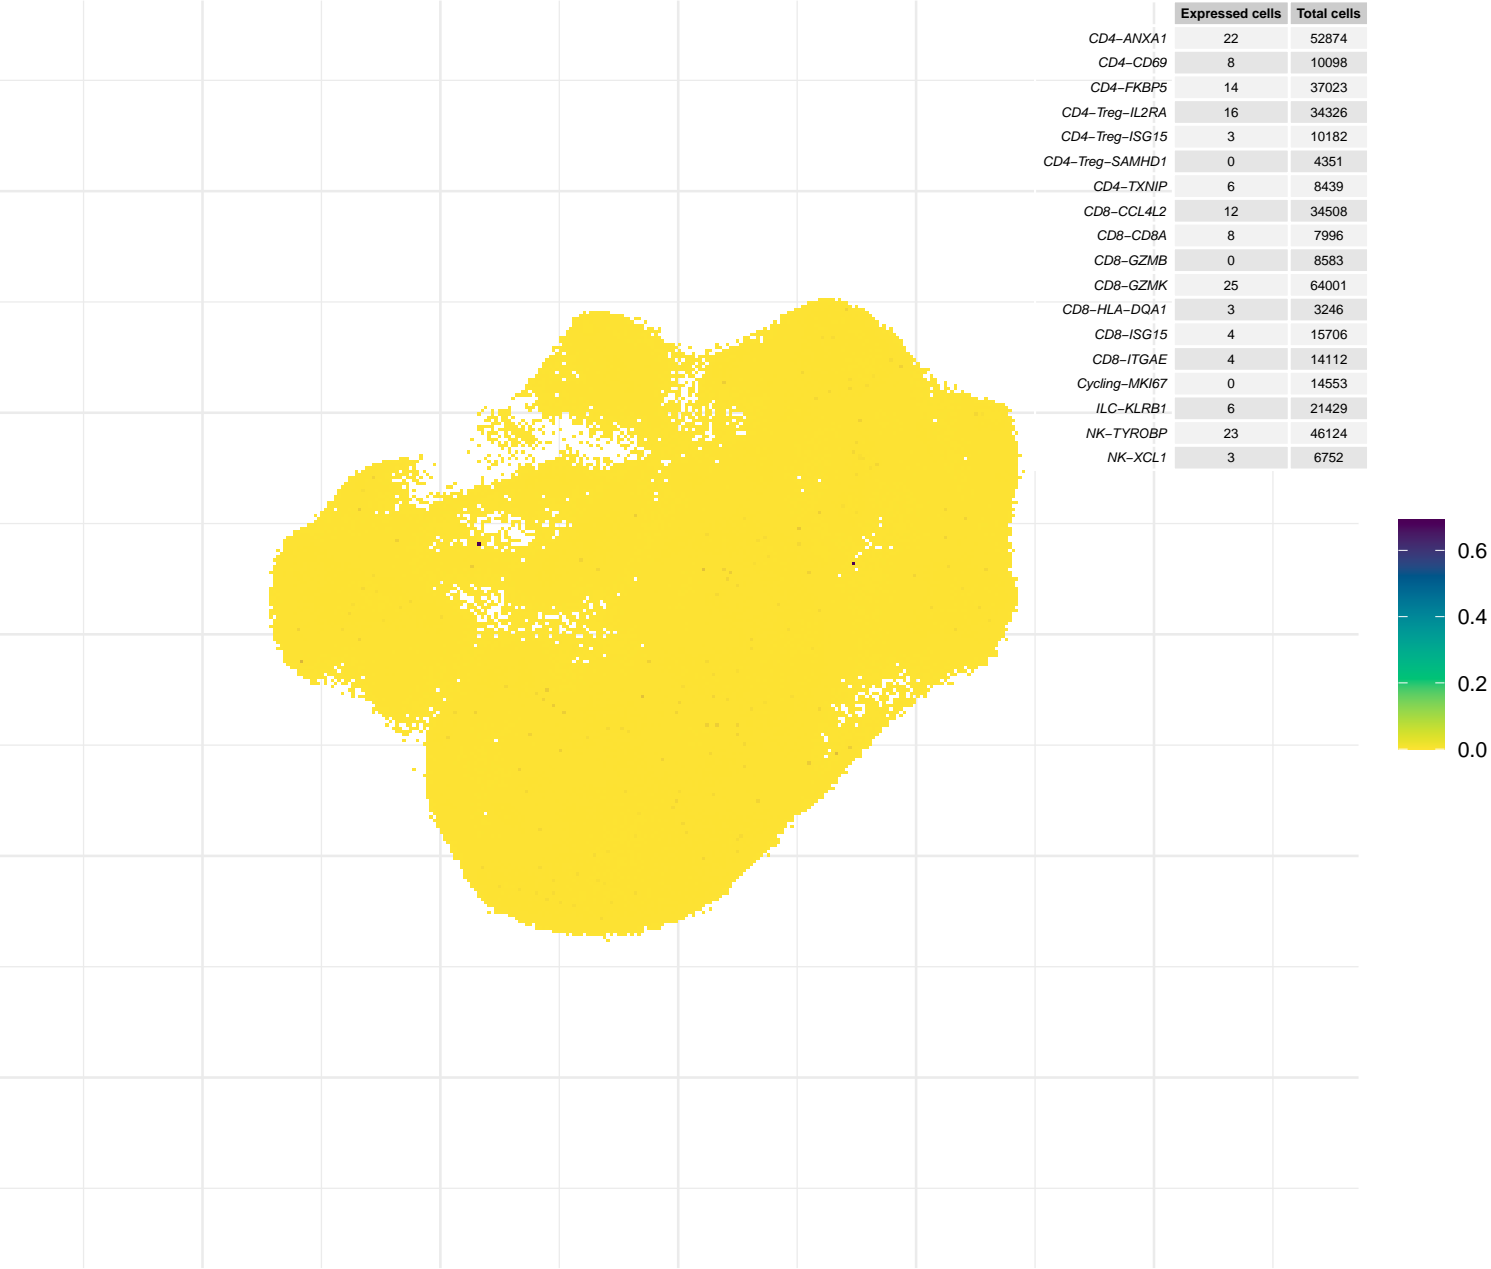 Expressed cells Total cells
CD4−ANXA1 22 52874
CD4−CD69 8 10098
CD4−FKBP5 14 37023
CD4−Treg−IL2RA 16 34326
CD4−Treg−ISG15 3 10182
CD4−Treg−SAMHD1 0 4351
CD4−TXNIP 6 8439
CD8−CCL4L2 12 34508
CD8−CD8A 8 7996
CD8−GZMB 0 8583
CD8−GZMK 25 64001
CD8−HLA−DQA1 3 3246
CD8−ISG15 4 15706
CD8−ITGAE 4 14112
Cycling−MKI67 0 14553
ILC−KLRB1 6 21429
NK−TYROBP 23 46124
NK−XCL1 3 6752
0.6
0.4
0.2
0.0